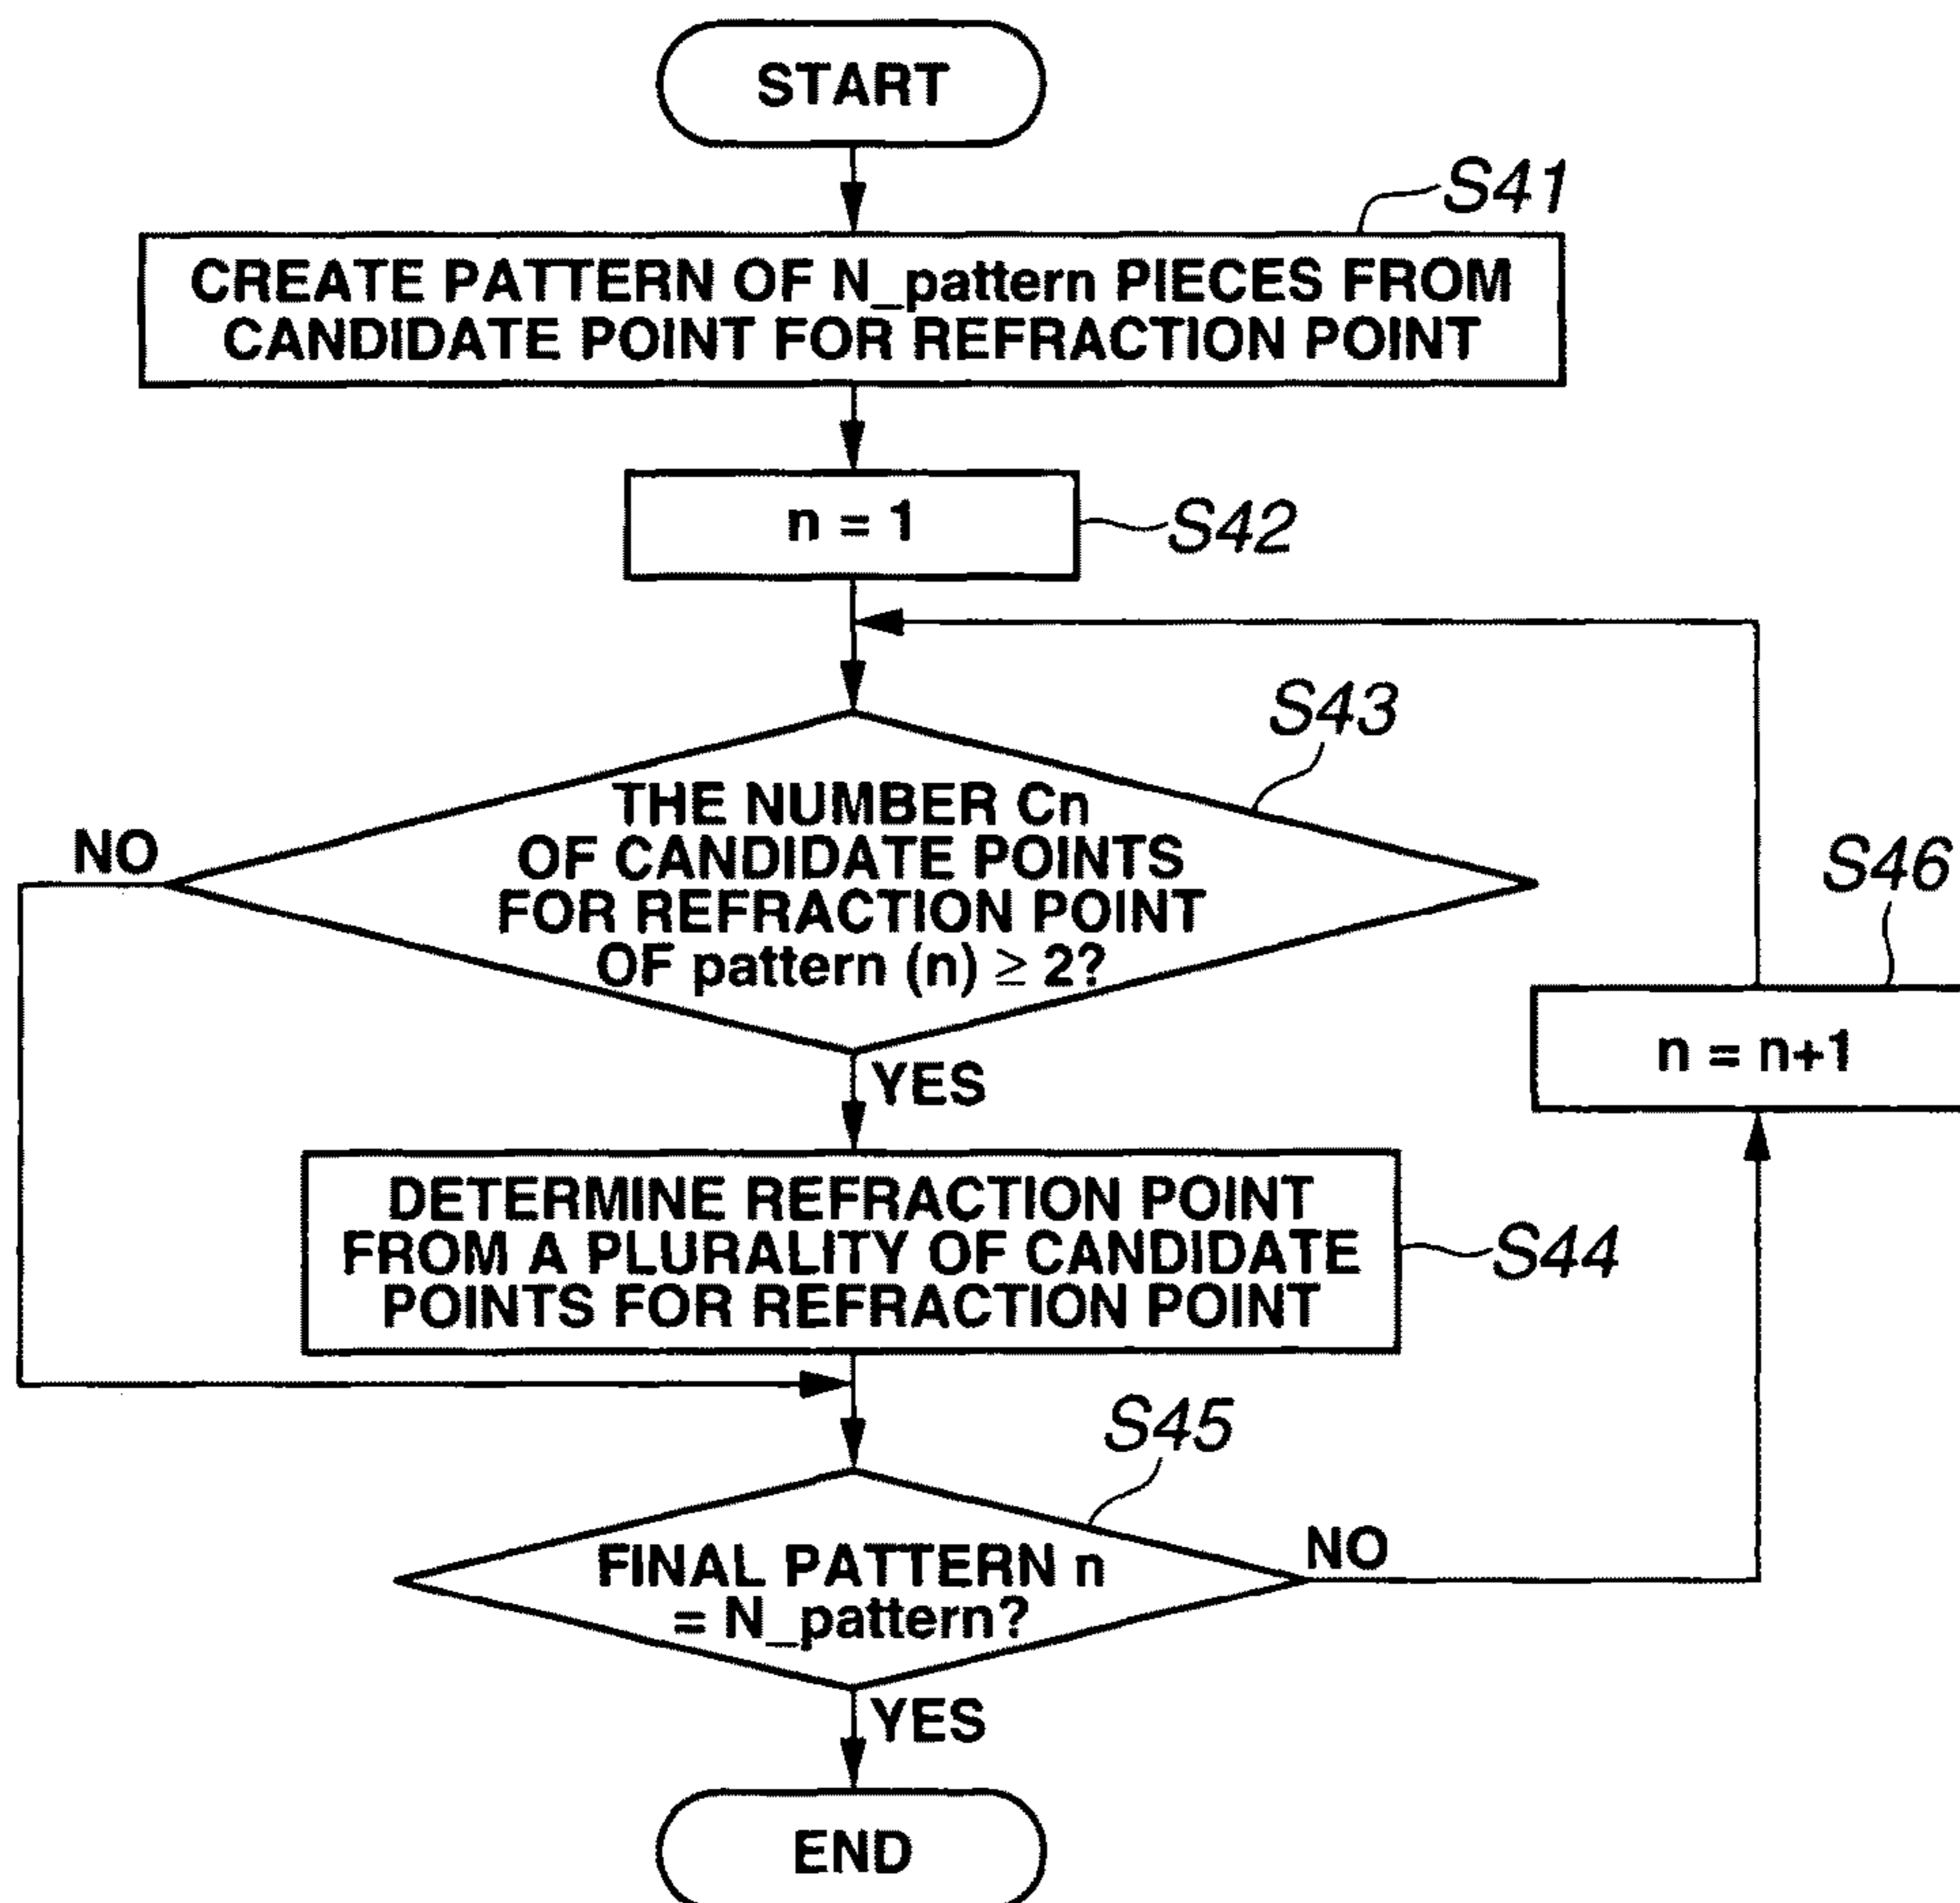 START
S41
CREATE PATTERN OF N_pattern PIECES FROM
CANDIDATE POINT FOR REFRACTION POINT
n = 1
S42
S43
THE NUMBER Cn
OF CANDIDATE POINTS
FOR REFRACTION POINT
OF pattern (n) ≥ 2?
NO
YES
S46
n = n+1
DETERMINE REFRACTION POINT
FROM A PLURALITY OF CANDIDATE
POINTS FOR REFRACTION POINT
S44
S45
FINAL PATTERN n
= N_pattern?
NO
YES
END